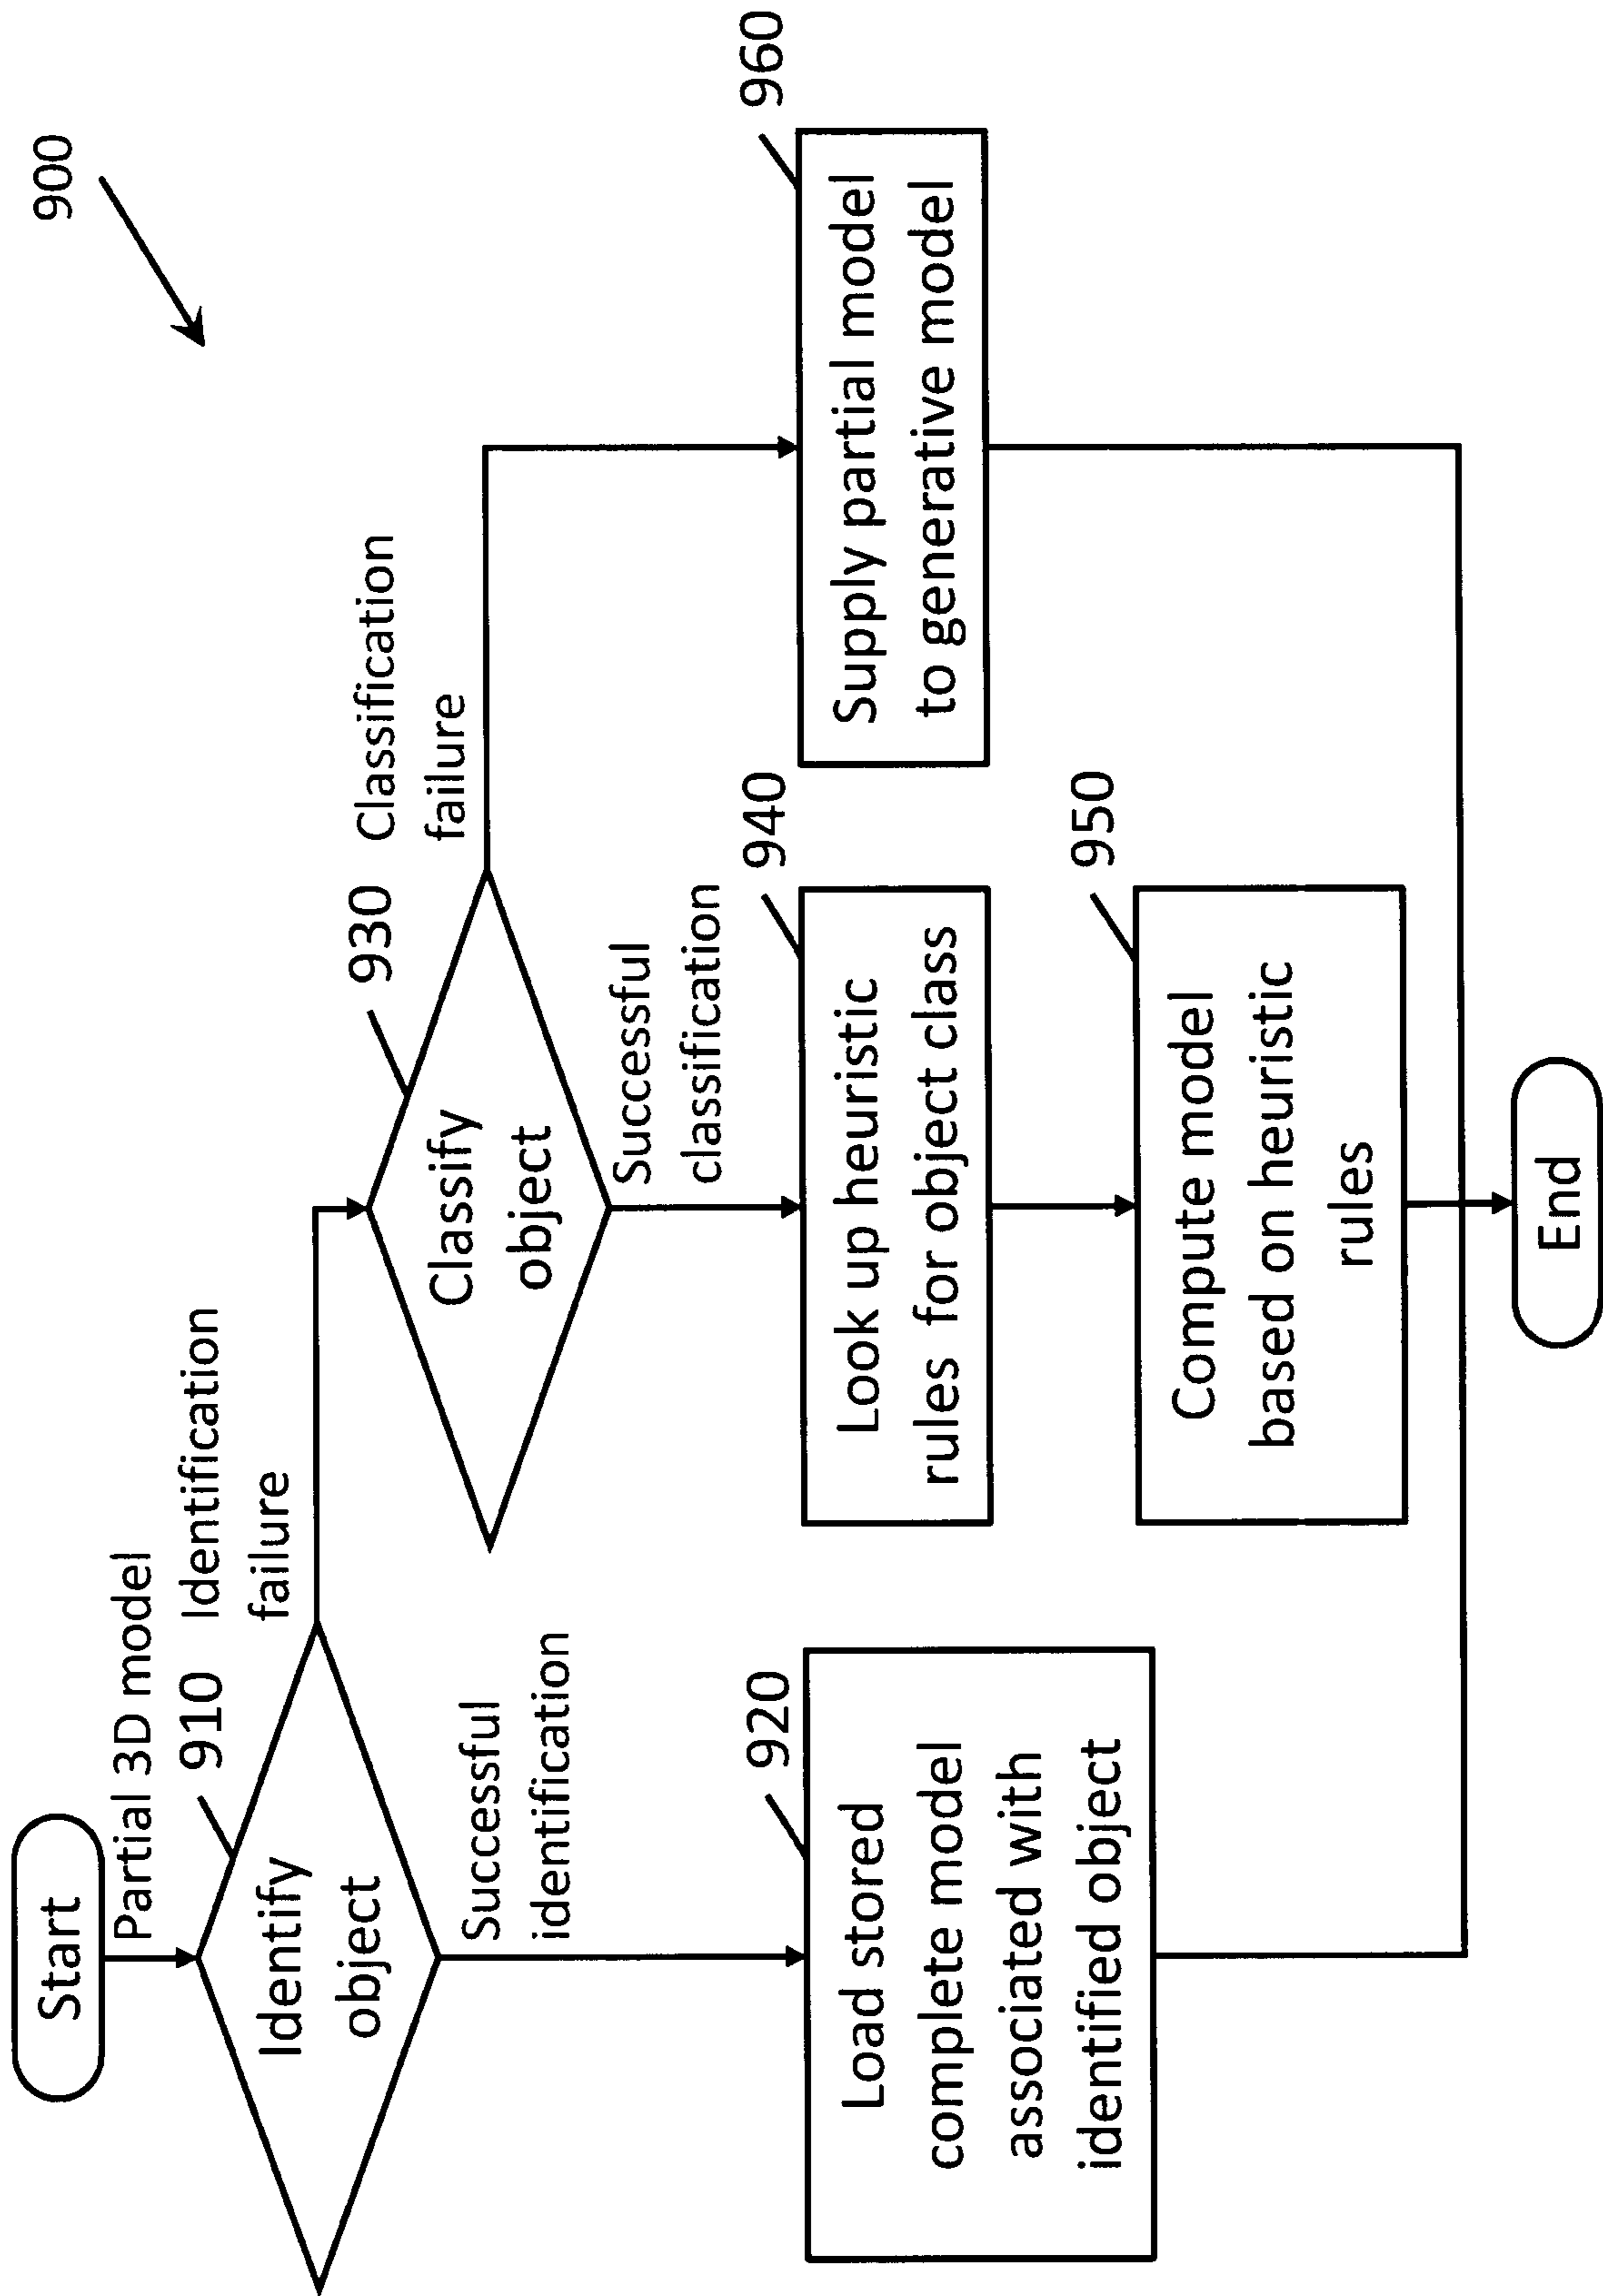 900
Start
Partial 3D model
910
Identification
failure
Identify
object
Successful
identification
920
Load stored
complete model
associated with
identified object
930
Classification
failure
Classify
object
Successful
classification
940
Look up heuristic
rules for object class
950
Compute model
based on heuristic
rules
960
Supply partial model
to generative model
End